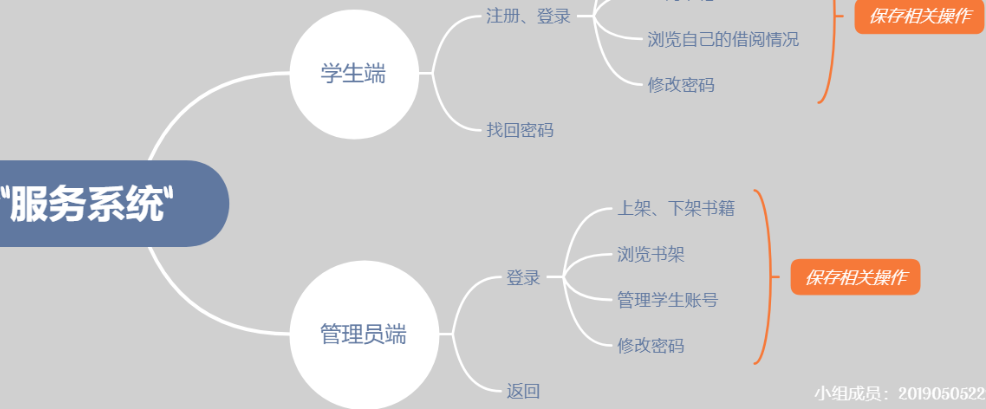 注册、登录
保存相关操作
浏览自己的借阅情况
学生端
修改密码
找回密码
“服务系统“
上架、下架书籍
浏览书架
登录
保存相关操作
管理学生账号
管理员端
修改密码
返回
小组成员：2019050522